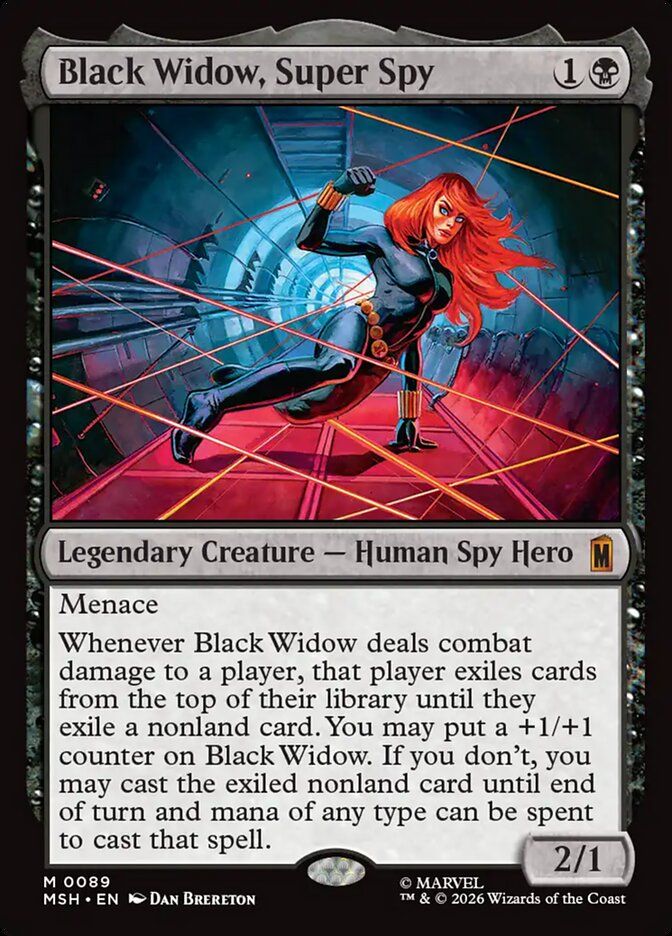 Black Widow, Super Spy 1
Legendary Creature — Human Spy Hero M
Menace
Whenever Black Widow deals combat
damage to a player, that player exiles cards
from the top of their library until they
exile a nonland card. You may put a +1/+1
counter on Black Widow. If you don't, you
may cast the exiled nonland card until end
of turn and mana of any type can be spent
to cast that spell.
2/1
M 0089
MSH • EN Dan Brereton
© MARVEL
™ & © 2026 Wizards of the Coast